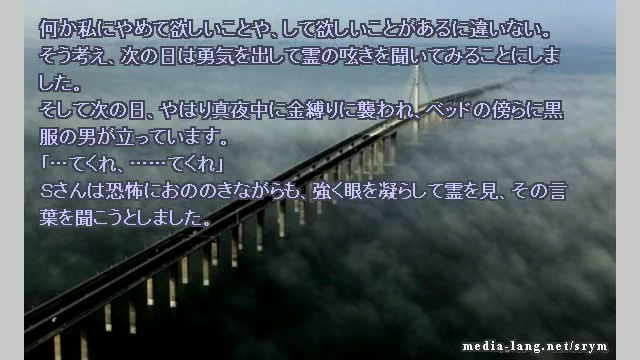 何か私にやめて欲しいことや、して欲しいことがあるに違いない。
そう考え、次の日は勇気を出して霊の呟きを聞いてみることにしま
した。
そして次の日、やはり真夜中に金縛りに襲われ、ベッドの傍らに黒
服の男が立っています。
「…てくれ、……てくれ」
Sさんは恐怖におののきながらも、強く眼を凝らして霊を見、その言
葉を聞こうとしました。
media-lang.net/srym